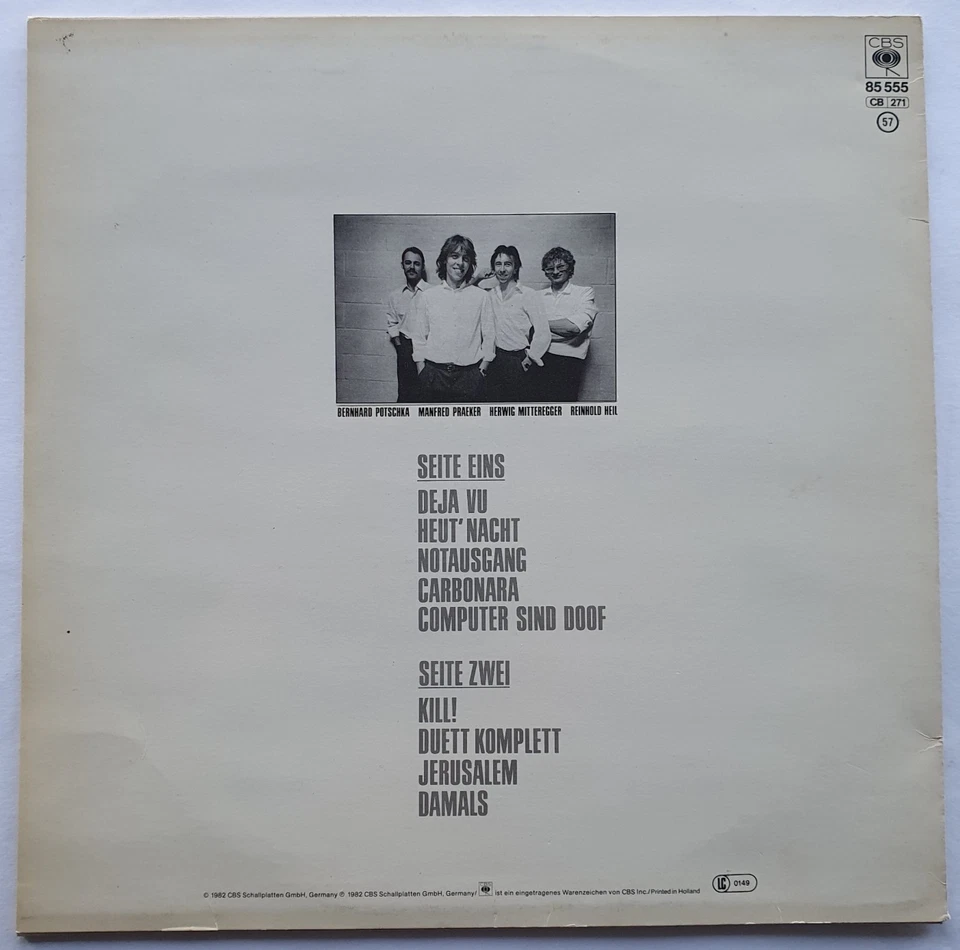 CBS
85 555
CB 271
57
BERNHARD POTSCHKA MANFRED PRAEKER HERWIG MITTEREGGER REINHOLD HEIL
SEITE EINS
DEJA VU
HEUT' NACHT
NOTAUSGANG
CARBONARA
COMPUTER SIND DOOF
SEITE ZWEI
KILL!
DUETT KOMPLETT
JERUSALEM
DAMALS
© 1982 CBS Schallplatten GmbH, Germany ℗ 1982 CBS Schallplatten GmbH, Germany/ ist ein eingetragenes Warenzeichen von CBS Inc./Printed in Holland LC 0149